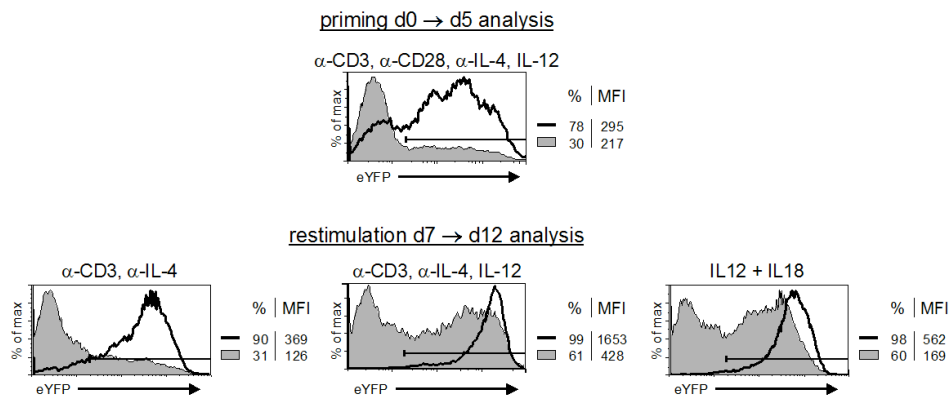 priming d0 → d5 analysis
α-CD3, α-CD28, α-IL-4, IL-12
% of max
% MFI
78 295
30 217
eYFP
restimulation d7 → d12 analysis
α-CD3, α-IL-4
% of max
% MFI
90 369
31 126
eYFP
α-CD3, α-IL-4, IL-12
% of max
% MFI
99 1653
61 428
eYFP
IL12 + IL18
% of max
% MFI
98 562
60 169
eYFP